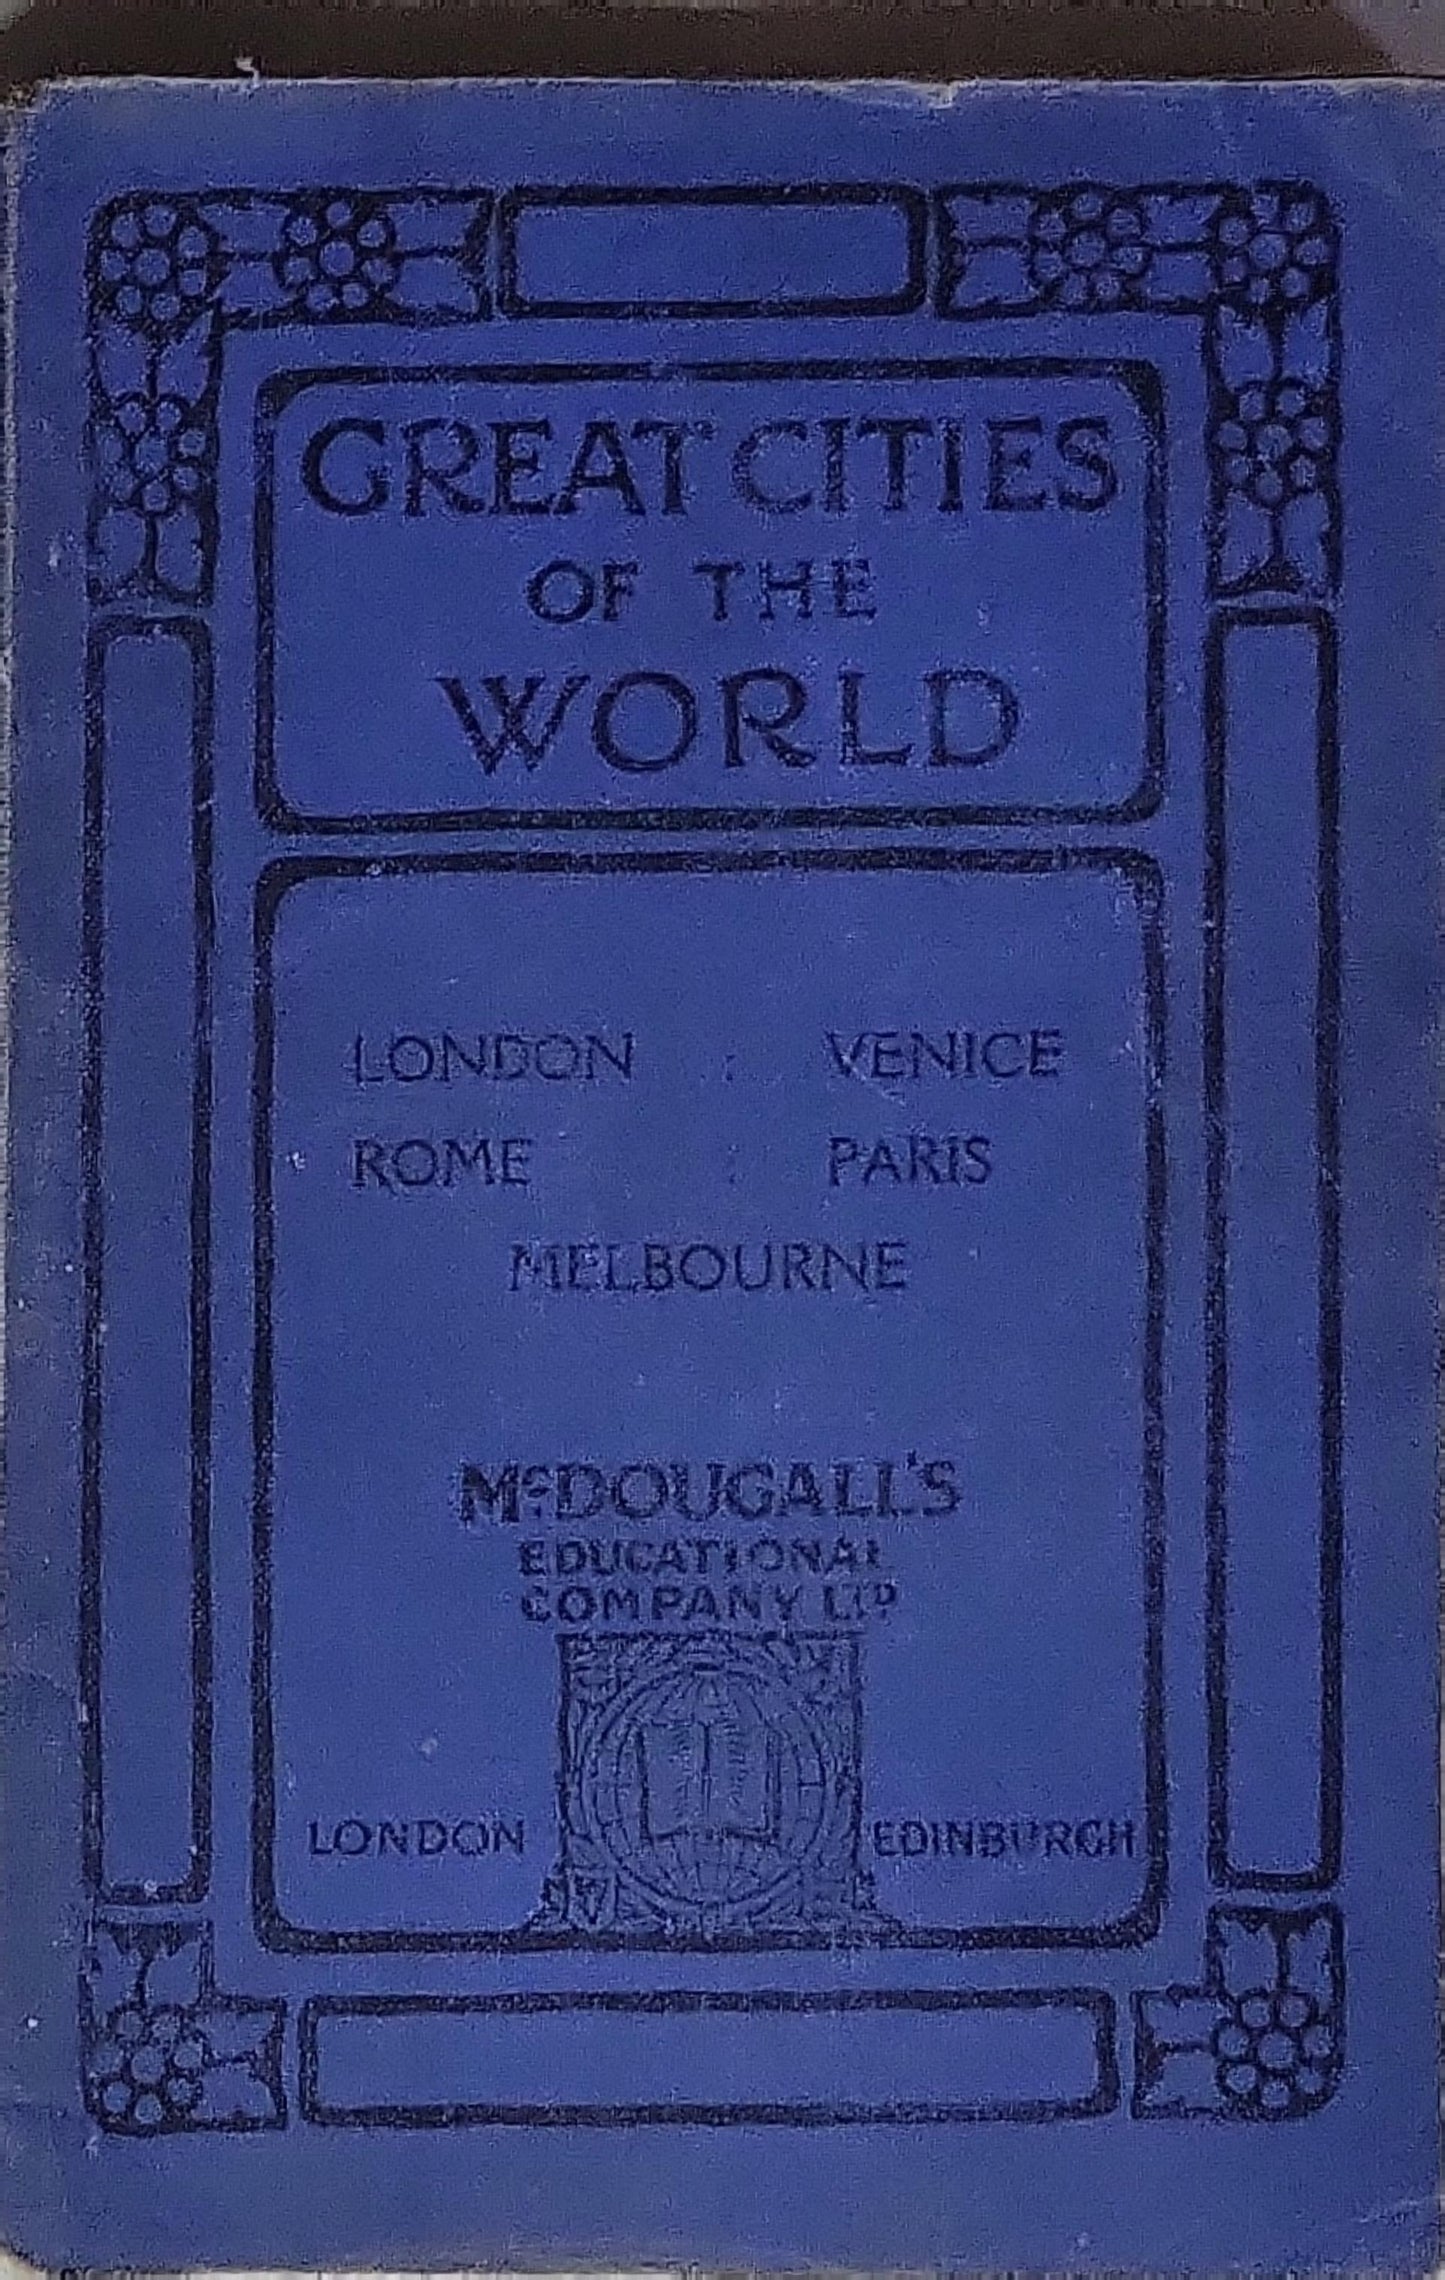 GREAT CITIES
OF THE
WORLD
LONDON : VENICE
ROME : PARIS
MELBOURNE
McDOUGALL'S
EDUCATIONAL
COMPANY LTD
LONDON EDINBURGH